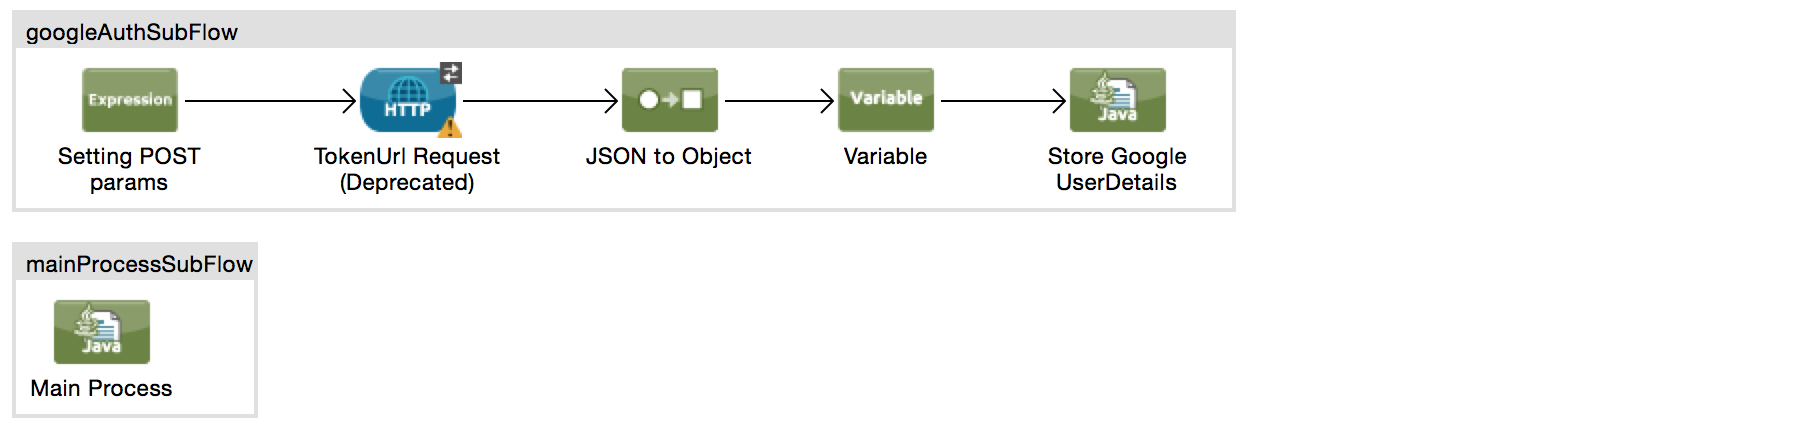 googleAuthSubFlow
Expression
HTTP
Variable
Java
Setting POST
params
TokenUrl Request
(Deprecated)
JSON to Object
Variable
Store Google
UserDetails
mainProcessSubFlow
Java
Main Process